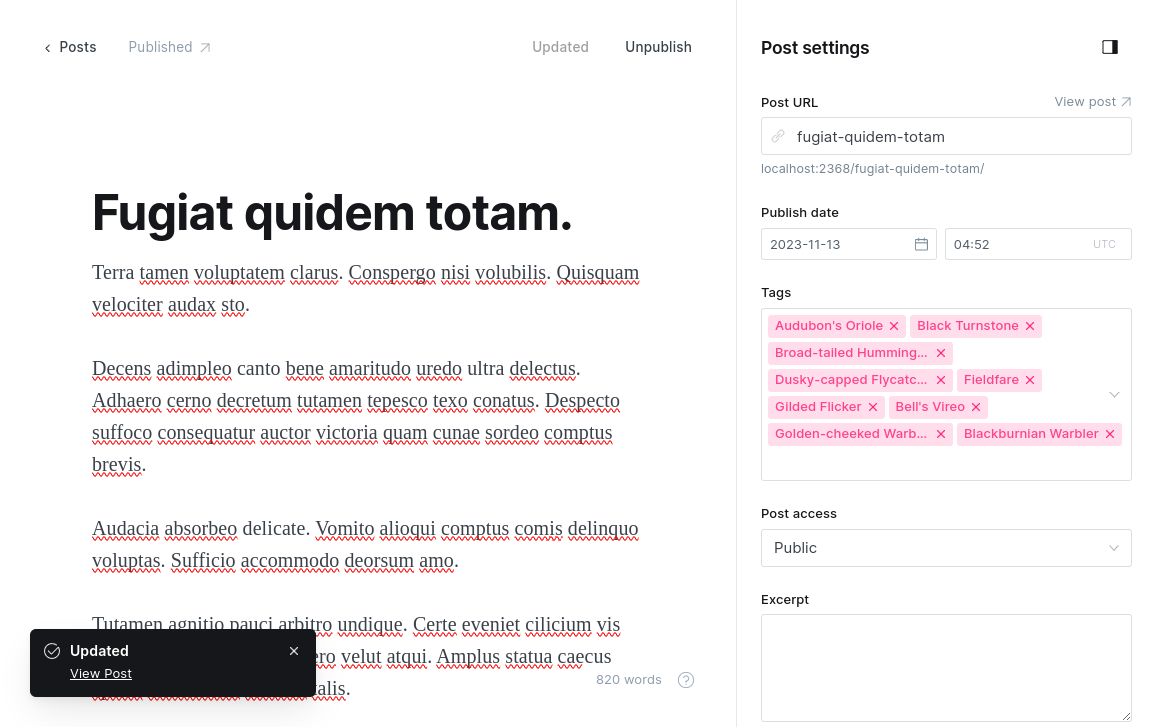 Posts
Published
Updated
Unpublish
Fugiat quidem totam.
Terra tamen voluptatem clarus. Conspergo nisi volubilis. Quisquam
velociter audax sto.
Decens adimpleo canto bene amaritudo uredo ultra delectus.
Adhaero cerno decretum tutamen tepesco texo conatus. Despecto
suffoco consequatur auctor victoria quam cunae sordeo comptus
brevis.
Audacia absorbeo delicate. Vomito alioqui comptus comis delinquo
voluptas. Sufficio accommodo deorsum amo.
Tutamen agnitio pauci arbitro undique. Certe eveniet cilicium vis
velut atqui. Amplus statua caecus
820 words
Updated
View Post
Post settings
Post URL
View post
fugiat-quidem-totam
localhost:2368/fugiat-quidem-totam/
Publish date
2023-11-13
04:52
UTC
Tags
Audubon's Oriole
Black Turnstone
Broad-tailed Humming...
Dusky-capped Flycatc...
Fieldfare
Gilded Flicker
Bell's Vireo
Golden-cheeked Warb...
Blackburnian Warbler
Post access
Public
Excerpt